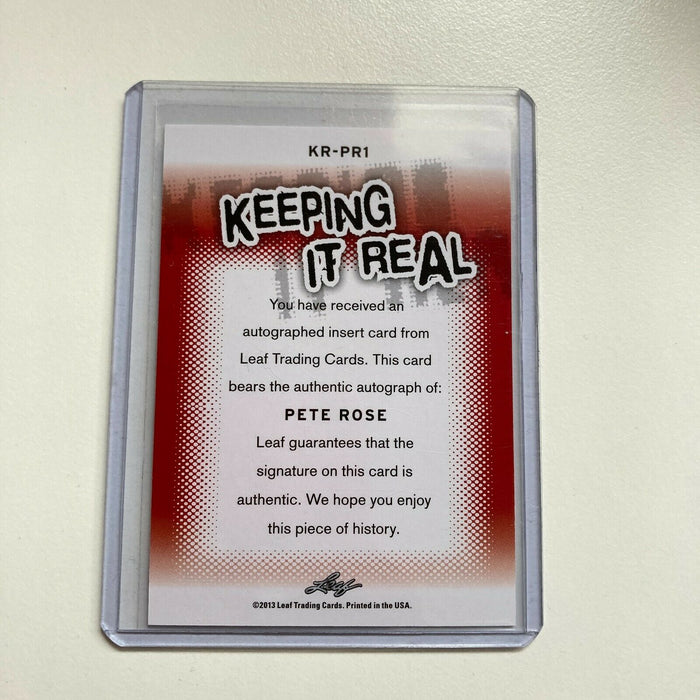 KR-PR1
KEEPING
IT REAL
You have received an
autographed insert card from
Leaf Trading Cards. This card
bears the authentic autograph of:
PETE ROSE
Leaf guarantees that the
signature on this card is
authentic. We hope you enjoy
this piece of history.
Leaf
©2013 Leaf Trading Cards. Printed in the USA.